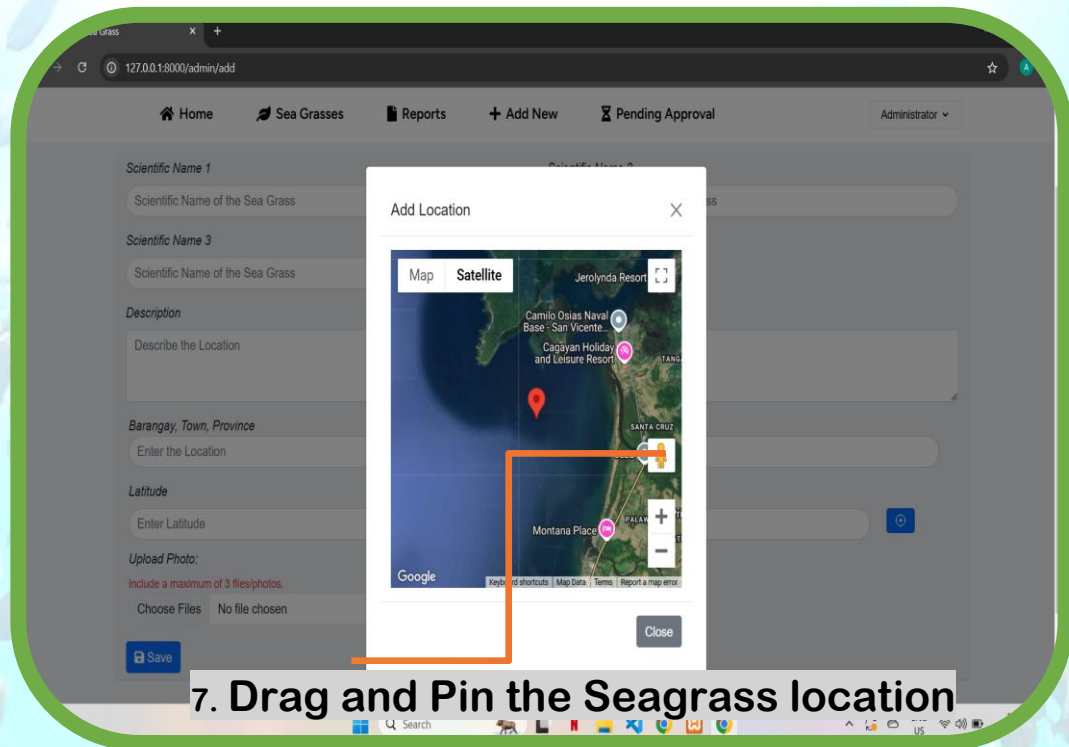 Grass × +
127.0.0.1:8000/admin/add
A
Home Sea Grasses Reports + Add New Pending Approval Administrator
Scientific Name 1
Scientific Name of the Sea Grass
ss
Scientific Name 3
Scientific Name of the Sea Grass
Description
Describe the Location
Barangay, Town, Province
Enter the Location
Latitude
Enter Latitude
Upload Photo:
Include a maximum of 3 files/photos.
Choose Files No file chosen
Save
Add Location
Map Satellite
Jerolynda Resort
Camilo Osias Naval
Base - San Vicente...
Cagayan Holiday
and Leisure Resort
TANG
SANTA CRUZ
Montana Place
PALAW
Google
Keyboard shortcuts Map Data Terms Report a map error
Close
7. Drag and Pin the Seagrass location
Search
US